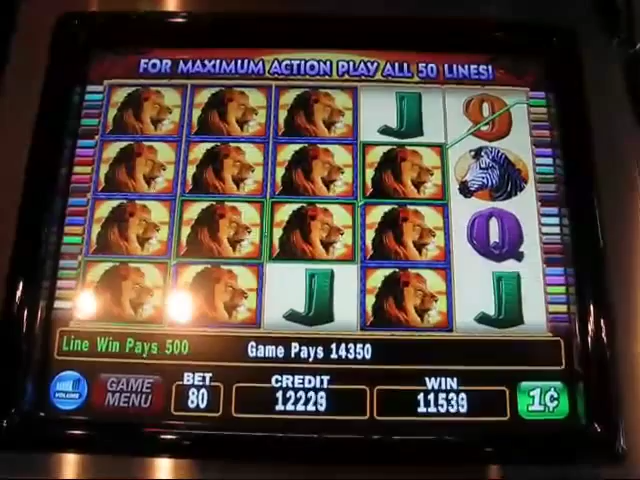 FOR MAXIMUM ACTION PLAY ALL 50 LINES!
J
O
Q
J
J
Line Win Pays 500 Game Pays 14350
VOLUME GAME MENU BET 80 CREDIT 12229 WIN 11539 1¢